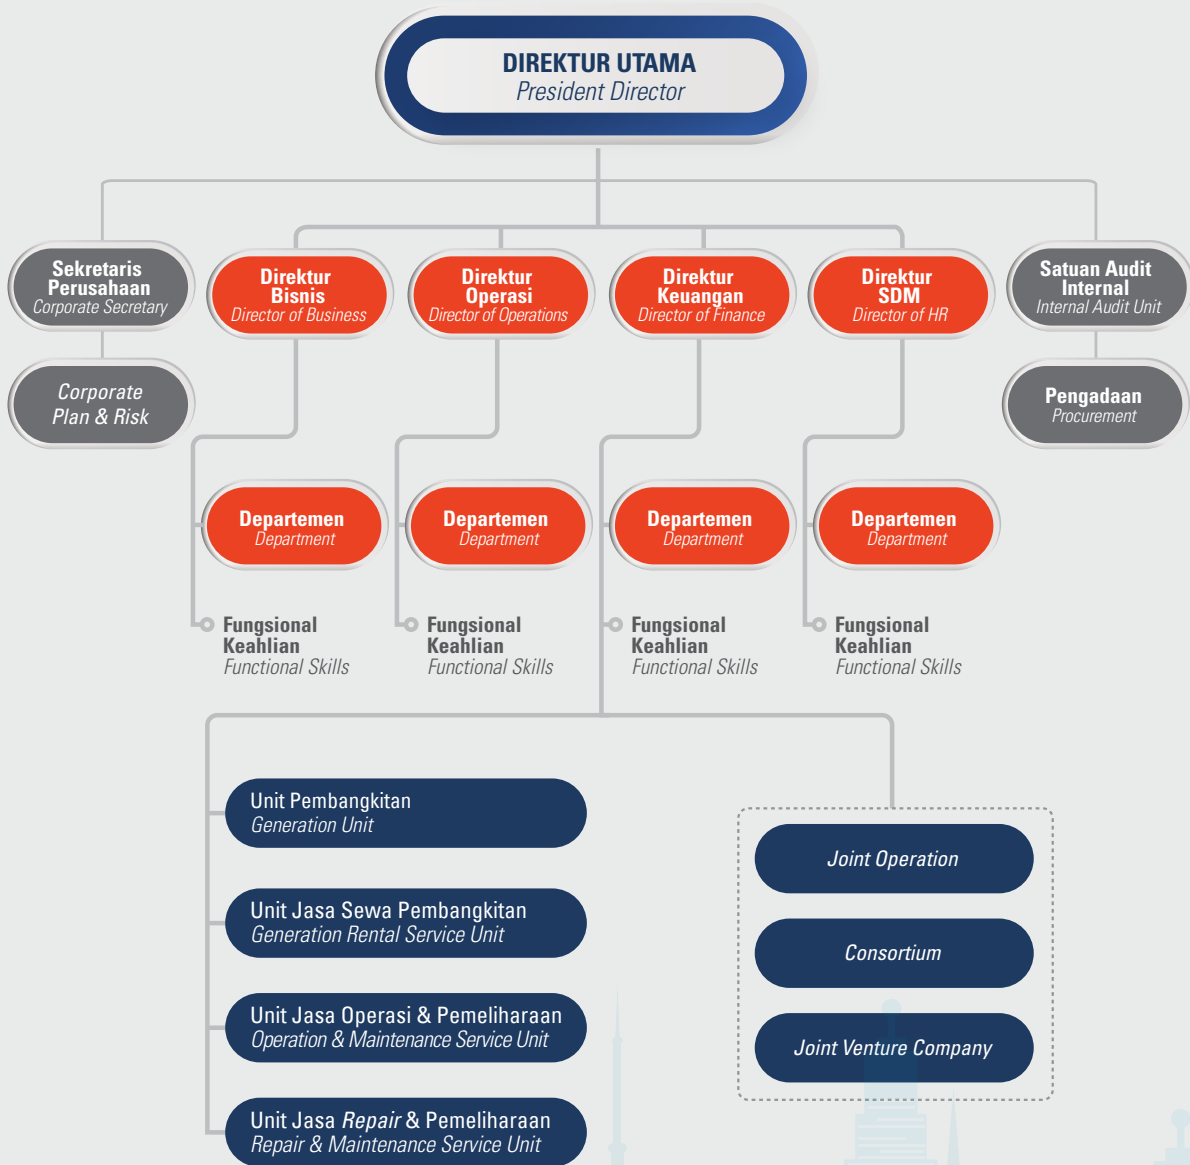 DIREKTUR UTAMA
President Director
Sekretaris
Perusahaan
Corporate Secretary
Direktur
Bisnis
Director of Business
Direktur
Operasi
Director of Operations
Direktur
Keuangan
Director of Finance
Direktur
SDM
Director of HR
Satuan Audit
Internal
Internal Audit Unit
Corporate
Plan & Risk
Pengadaan
Procurement
Departemen
Department
Departemen
Department
Departemen
Department
Departemen
Department
Fungsional
Keahlian
Functional Skills
Fungsional
Keahlian
Functional Skills
Fungsional
Keahlian
Functional Skills
Fungsional
Keahlian
Functional Skills
Unit Pembangkitan
Generation Unit
Unit Jasa Sewa Pembangkitan
Generation Rental Service Unit
Unit Jasa Operasi & Pemeliharaan
Operation & Maintenance Service Unit
Unit Jasa Repair & Pemeliharaan
Repair & Maintenance Service Unit
Joint Operation
Consortium
Joint Venture Company